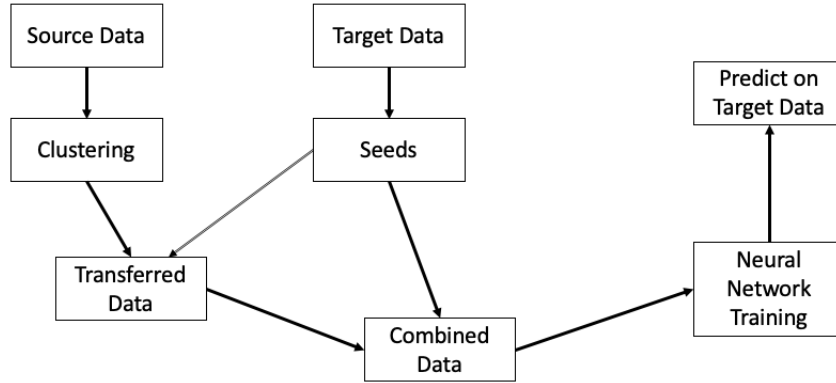 Source Data
Target Data
Predict on
Target Data
Clustering
Seeds
Transferred
Data
Neural
Network
Training
Combined
Data